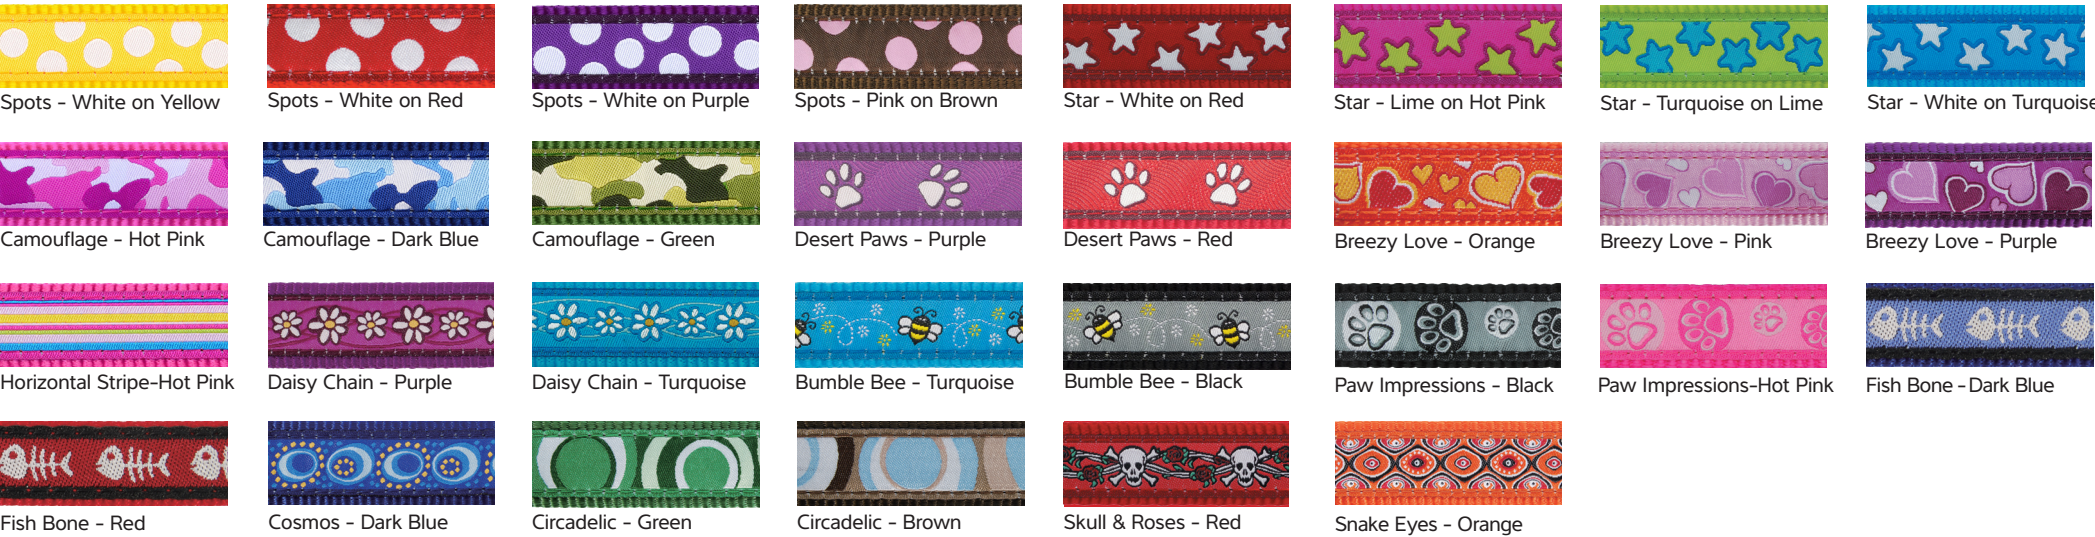 Spots - White on Yellow
Spots - White on Red
Spots - White on Purple
Spots - Pink on Brown
Star - White on Red
Star - Lime on Hot Pink
Star - Turquoise on Lime
Star - White on Turquoise
Camouflage - Hot Pink
Camouflage - Dark Blue
Camouflage - Green
Desert Paws - Purple
Desert Paws - Red
Breezy Love - Orange
Breezy Love - Pink
Breezy Love - Purple
Horizontal Stripe-Hot Pink
Daisy Chain - Purple
Daisy Chain - Turquoise
Bumble Bee - Turquoise
Bumble Bee - Black
Paw Impressions - Black
Paw Impressions-Hot Pink
Fish Bone -Dark Blue
Fish Bone - Red
Cosmos - Dark Blue
Circadelic - Green
Circadelic - Brown
Skull & Roses - Red
Snake Eyes - Orange